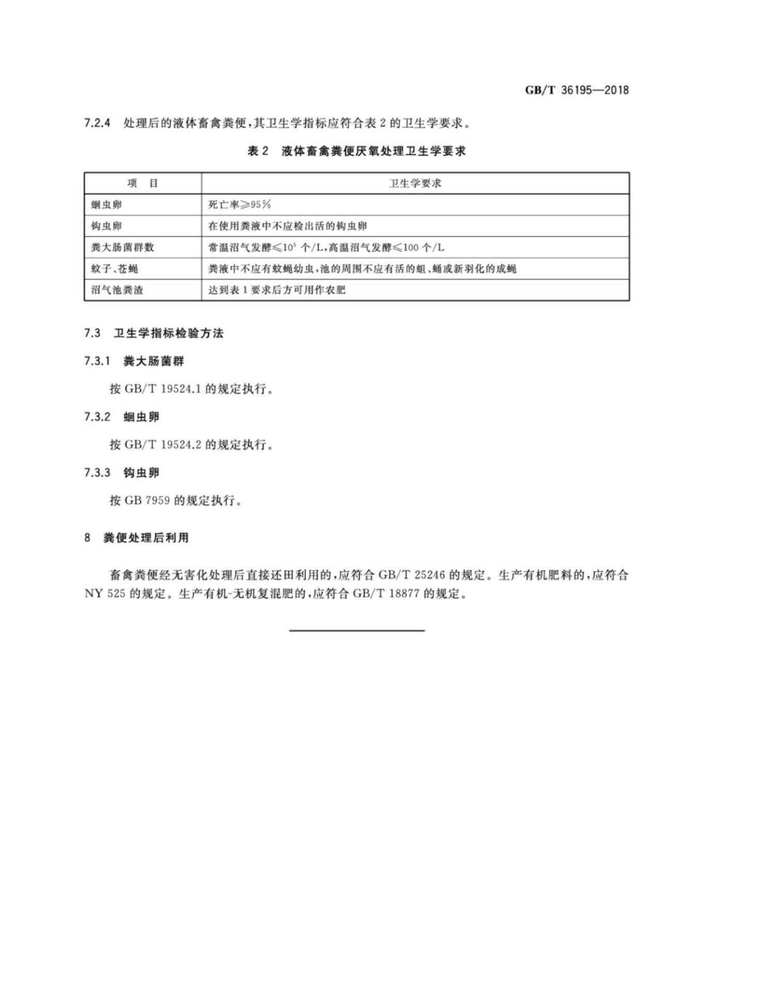 GB/T 36195—2018
7.2.4 处理后的液体畜禽粪便,其卫生学指标应符合表 2 的卫生学要求。
表 2 液体畜禽粪便厌氧处理卫生学要求
项 目 卫生学要求
蛔虫卵 死亡率≥95%
钩虫卵 在使用粪液中不应检出活的钩虫卵
粪大肠菌群数 常温沼气发酵≤10⁵ 个/L,高温沼气发酵≤100 个/L
蚊子、苍蝇 粪液中不应有蚊蝇幼虫,池的周围不应有活的蛆、蛹或新羽化的成蝇
沼气池粪渣 达到表 1 要求后方可用作农肥
7.3 卫生学指标检验方法
7.3.1 粪大肠菌群
按 GB/T 19524.1 的规定执行。
7.3.2 蛔虫卵
按 GB/T 19524.2 的规定执行。
7.3.3 钩虫卵
按 GB 7959 的规定执行。
8 粪便处理后利用
畜禽粪便经无害化处理后直接还田利用的,应符合 GB/T 25246 的规定。生产有机肥料的,应符合
NY 525 的规定。生产有机-无机复混肥的,应符合 GB/T 18877 的规定。